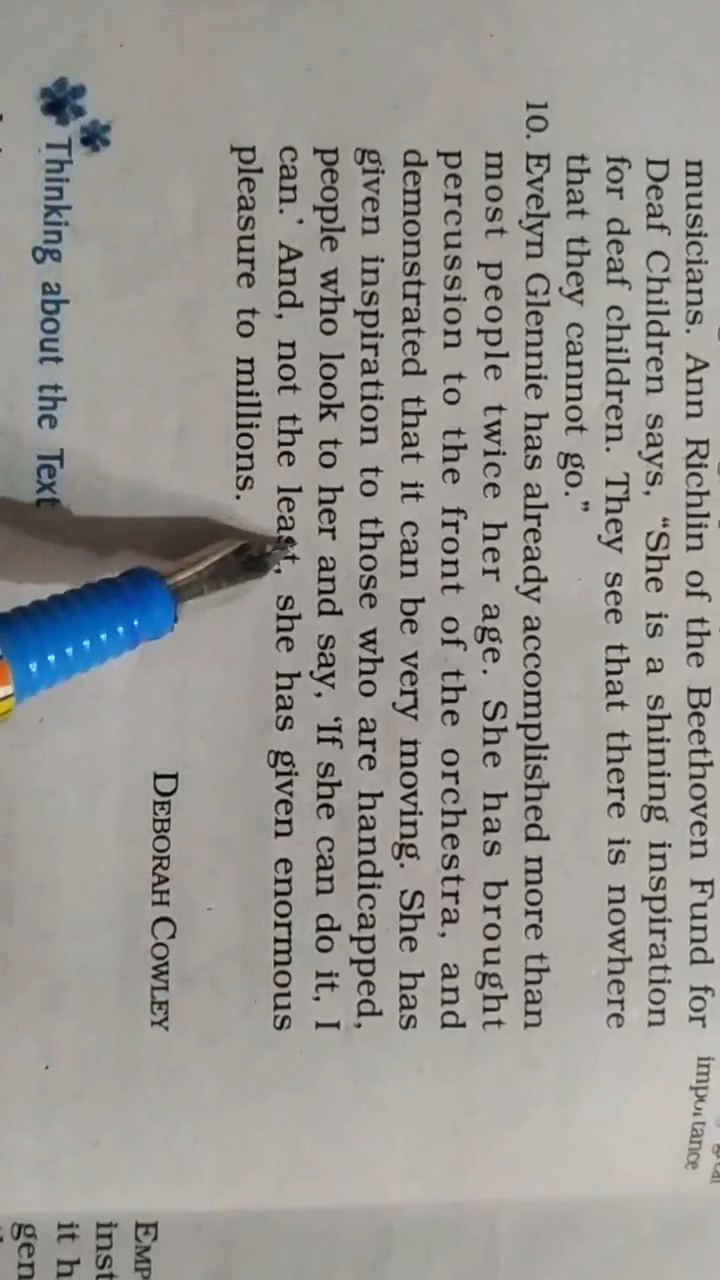 musicians. Ann Richlin of the Beethoven Fund for
Deaf Children says, “She is a shining inspiration
for deaf children. They see that there is nowhere
that they cannot go.”
10. Evelyn Glennie has already accomplished more than
most people twice her age. She has brought
percussion to the front of the orchestra, and
demonstrated that it can be very moving. She has
given inspiration to those who are handicapped,
people who look to her and say, ‘If she can do it, I
can.’ And, not the least, she has given enormous
pleasure to millions.
DEBORAH COWLEY
Thinking about the Text
importance